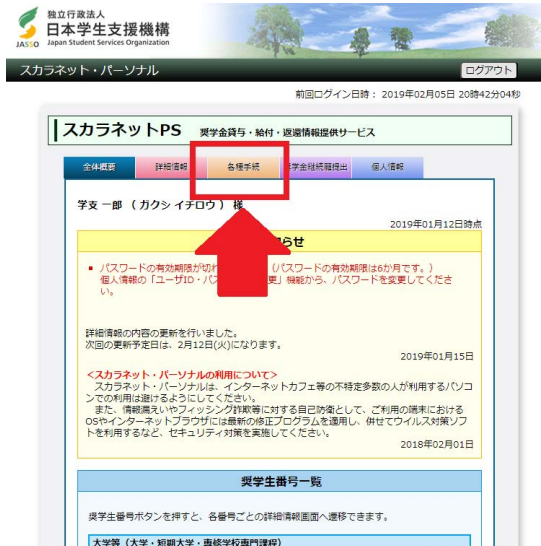 独立行政法人
日本学生支援機構
JASSO Japan Student Services Organization
スカラネット・パーソナル
ログアウト
前回ログイン日時： 2019年02月05日 20時42分04秒
スカラネットPS 奨学金貸与・給付・返還情報提供サービス
全体概要 詳細情報 各種手続 奨学金継続願提出 個人情報
学支 一郎 （ ガクシ イチロウ ） 様
2019年01月12日時点
らせ
▪ パスワードの有効期限が切れ （パスワードの有効期限は6か月です。）
個人情報の「ユーザID・パス 更」機能から、パスワードを変更してくださ
い。
詳細情報の内容の更新を行いました。
次回の更新予定日は、2月12日(火)になります。
2019年01月15日
＜スカラネット・パーソナルの利用について＞
スカラネット・パーソナルは、インターネットカフェ等の不特定多数の人が利用するパソコ
ンでの利用は避けるようにしてください。
また、情報漏えいやフィッシング詐欺等に対する自己防衛として、ご利用の端末における
OSやインターネットブラウザには最新の修正プログラムを適用し、併せてウイルス対策ソフ
トを利用するなど、セキュリティ対策を実施してください。
2018年02月01日
奨学生番号一覧
奨学生番号ボタンを押すと、各番号ごとの詳細情報画面へ遷移できます。
大学等（大学・短期大学・専修学校専門課程）